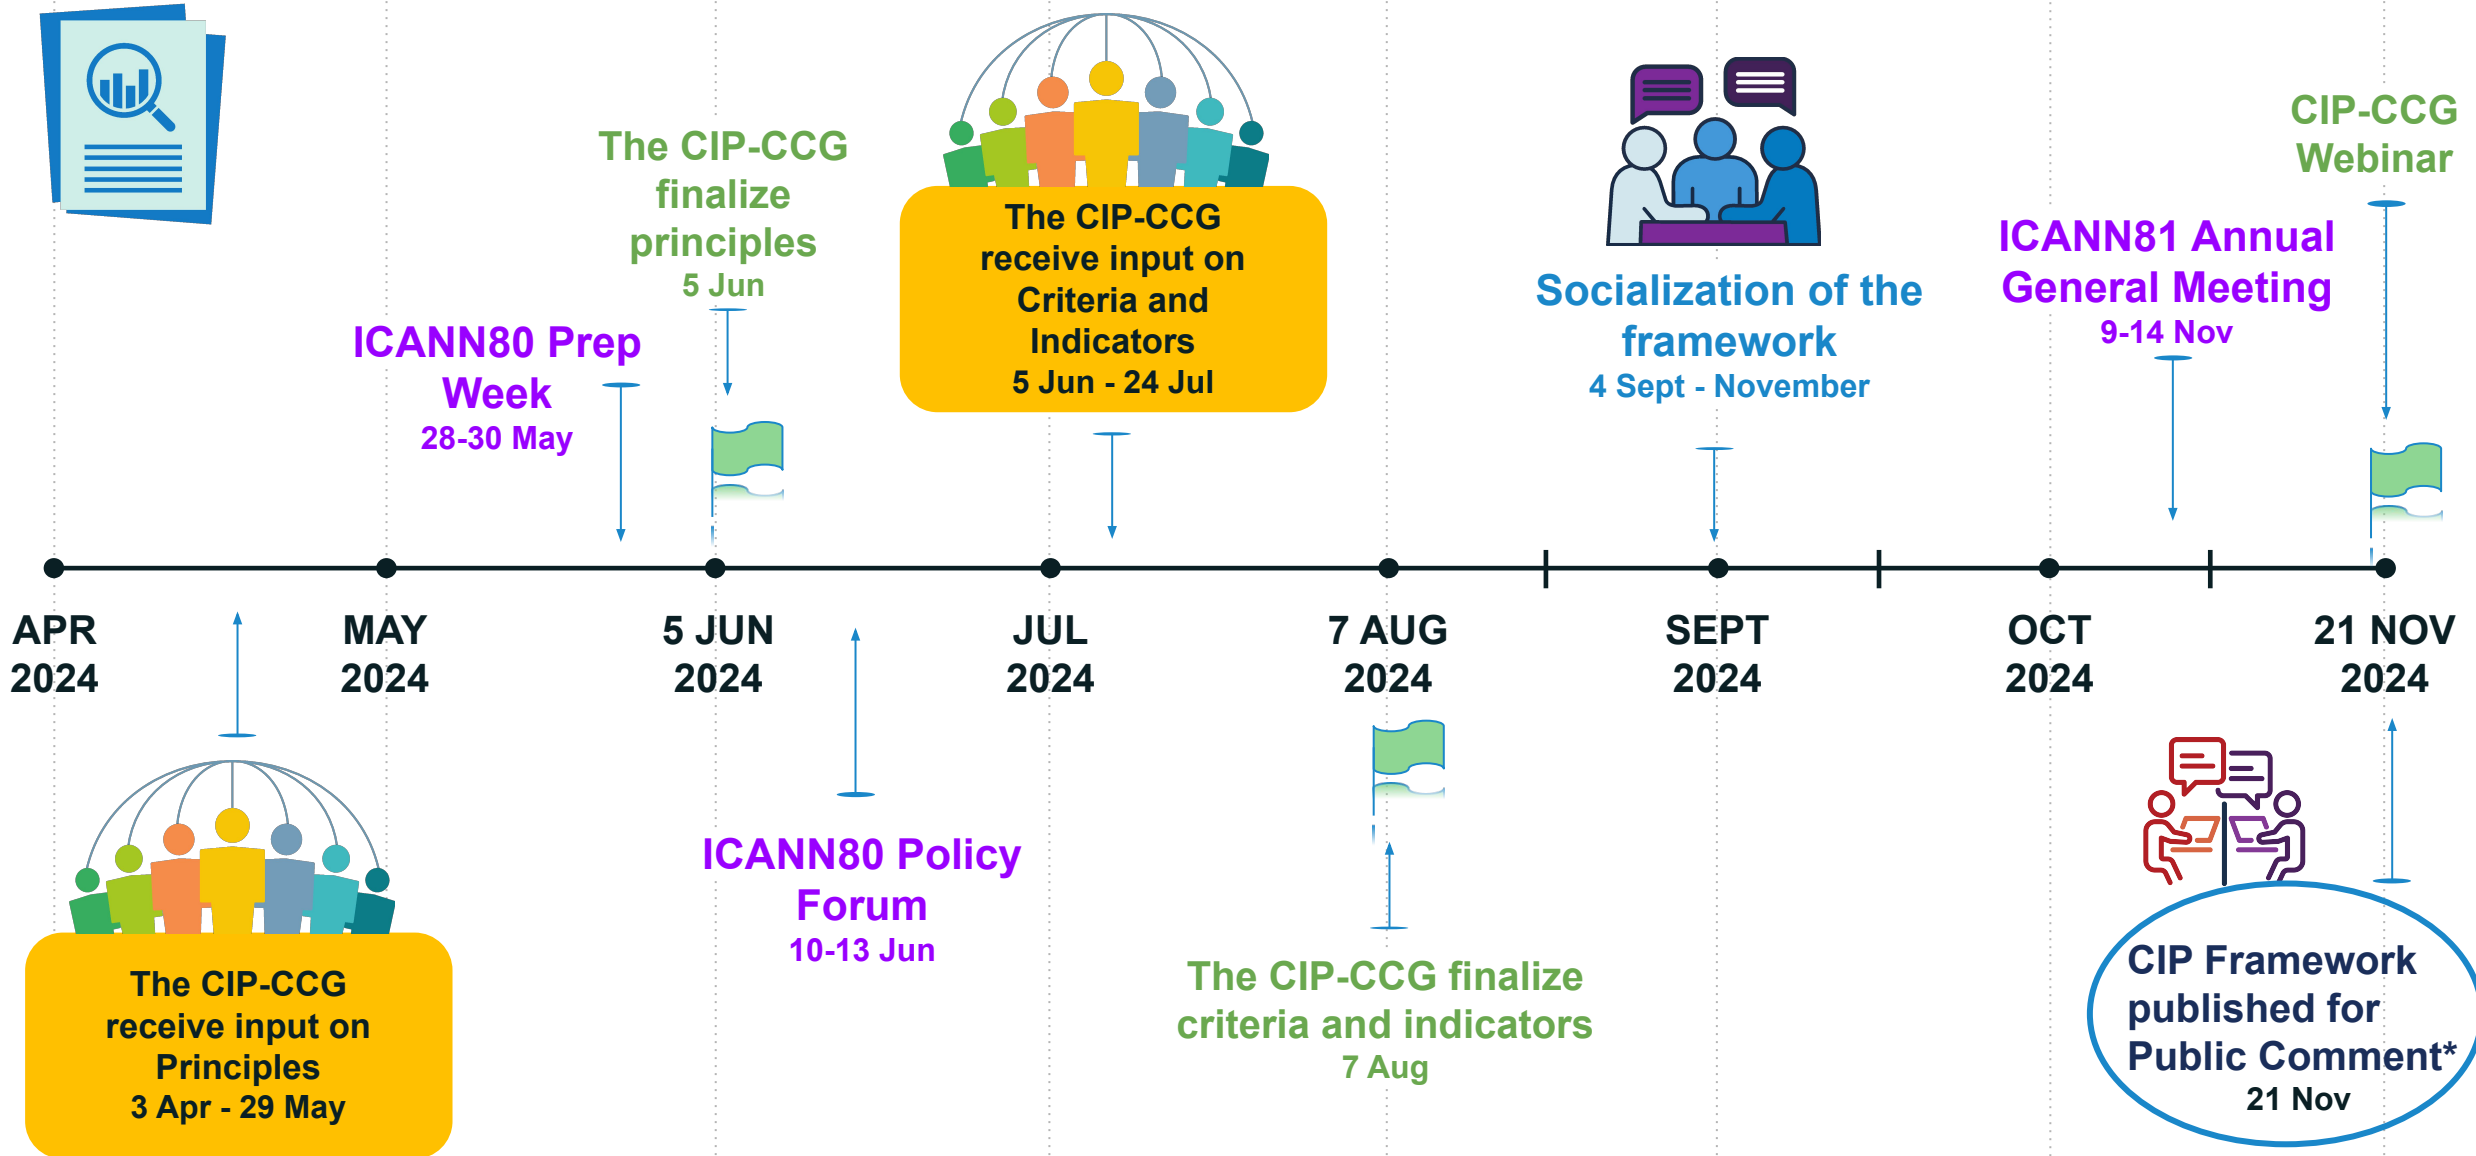 The CIP-CCG
finalize
principles
5 Jun
ICANN80 Prep
Week
28-30 May
The CIP-CCG
receive input on
Criteria and
Indicators
5 Jun - 24 Jul
Socialization of the
framework
4 Sept - November
ICANN81 Annual
General Meeting
9-14 Nov
CIP-CCG
Webinar
APR
2024
MAY
2024
5 JUN
2024
JUL
2024
7 AUG
2024
SEPT
2024
OCT
2024
21 NOV
2024
The CIP-CCG
receive input on
Principles
3 Apr - 29 May
ICANN80 Policy
Forum
10-13 Jun
The CIP-CCG finalize
criteria and indicators
7 Aug
CIP Framework
published for
Public Comment*
21 Nov